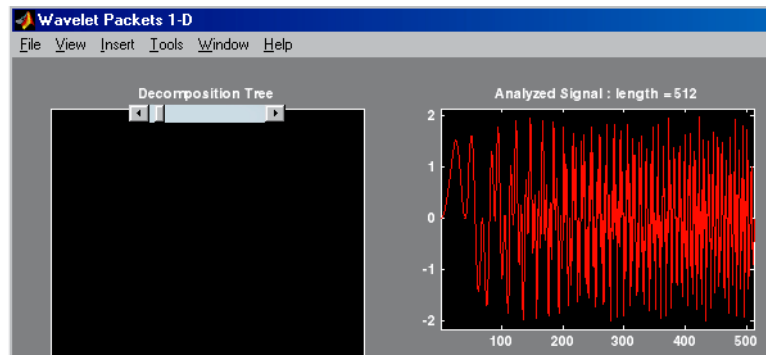 Wavelet Packets 1-D
File View Insert Tools Window Help
Decomposition Tree
Analyzed Signal : length = 512
2
1
0
-1
-2
100 200 300 400 500